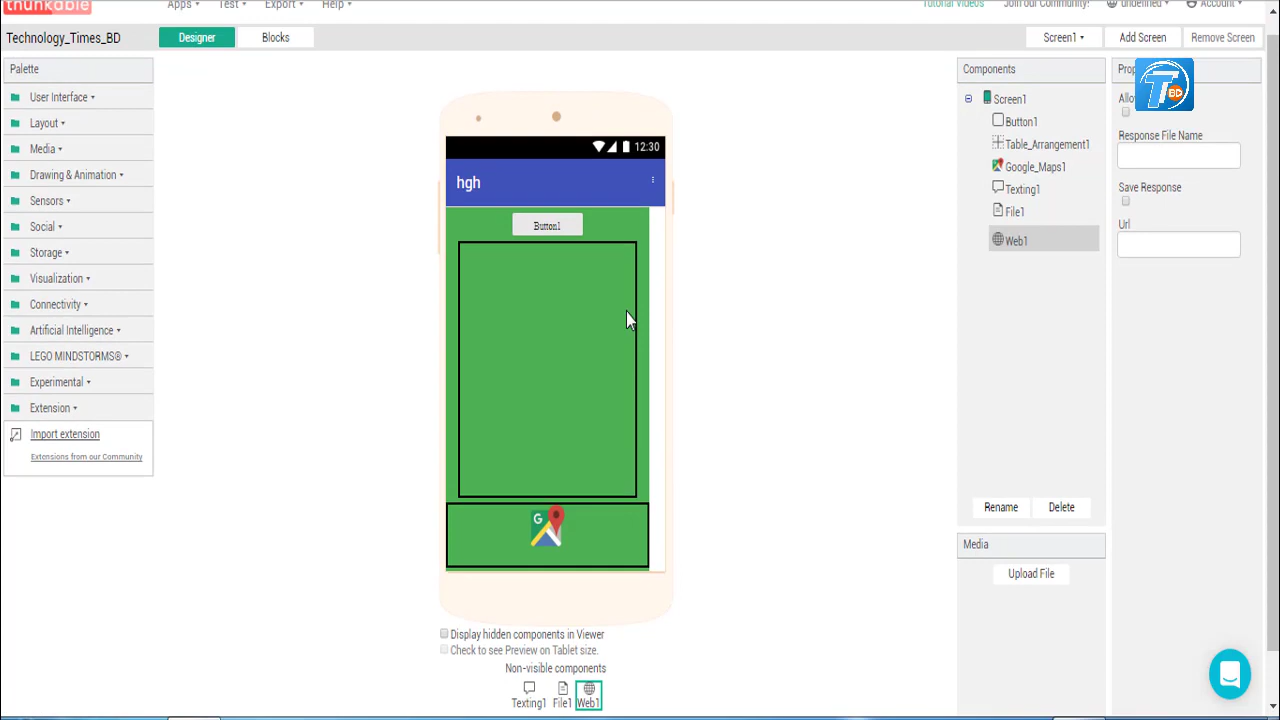 thunkable
Apps Test Export Help
Tutorial Videos Join our Community! undefined Account
Technology_Times_BD
Designer
Blocks
Screen1
Add Screen
Remove Screen
Palette
User Interface
Layout
Media
Drawing & Animation
Sensors
Social
Storage
Visualization
Connectivity
Artificial Intelligence
LEGO MINDSTORMS®
Experimental
Extension
Import extension
Extensions from our Community
12:30
hgh
Button1
G
Display hidden components in Viewer
Check to see Preview on Tablet size.
Non-visible components
Texting1 File1 Web1
Components
Screen1
Button1
Table_Arrangement1
Google_Maps1
Texting1
File1
Web1
Rename
Delete
Media
Upload File
T BD
Response File Name
Save Response
Url